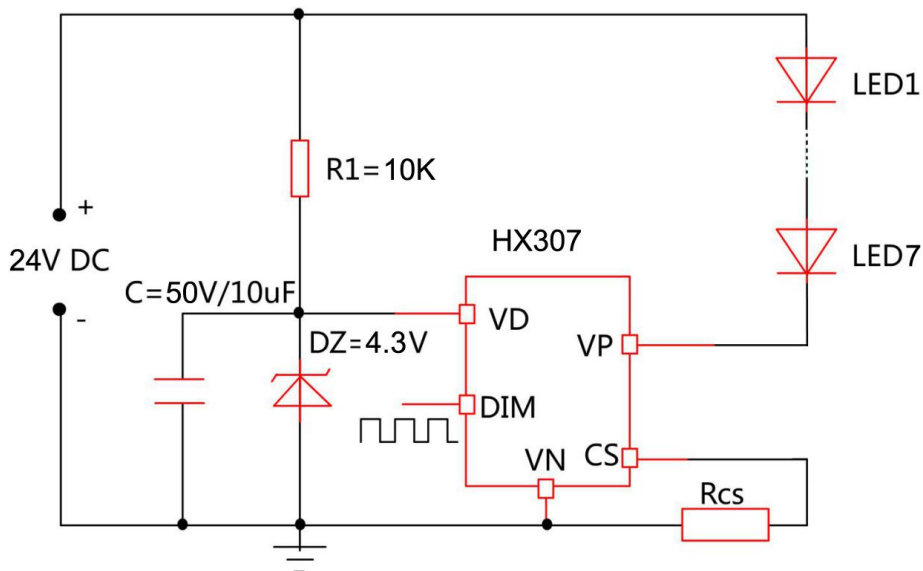 LED1
R1=10K
+
24V DC
-
HX307
LED7
C=50V/10uF
VD
DZ=4.3V
VP
DIM
VN
CS
Rcs